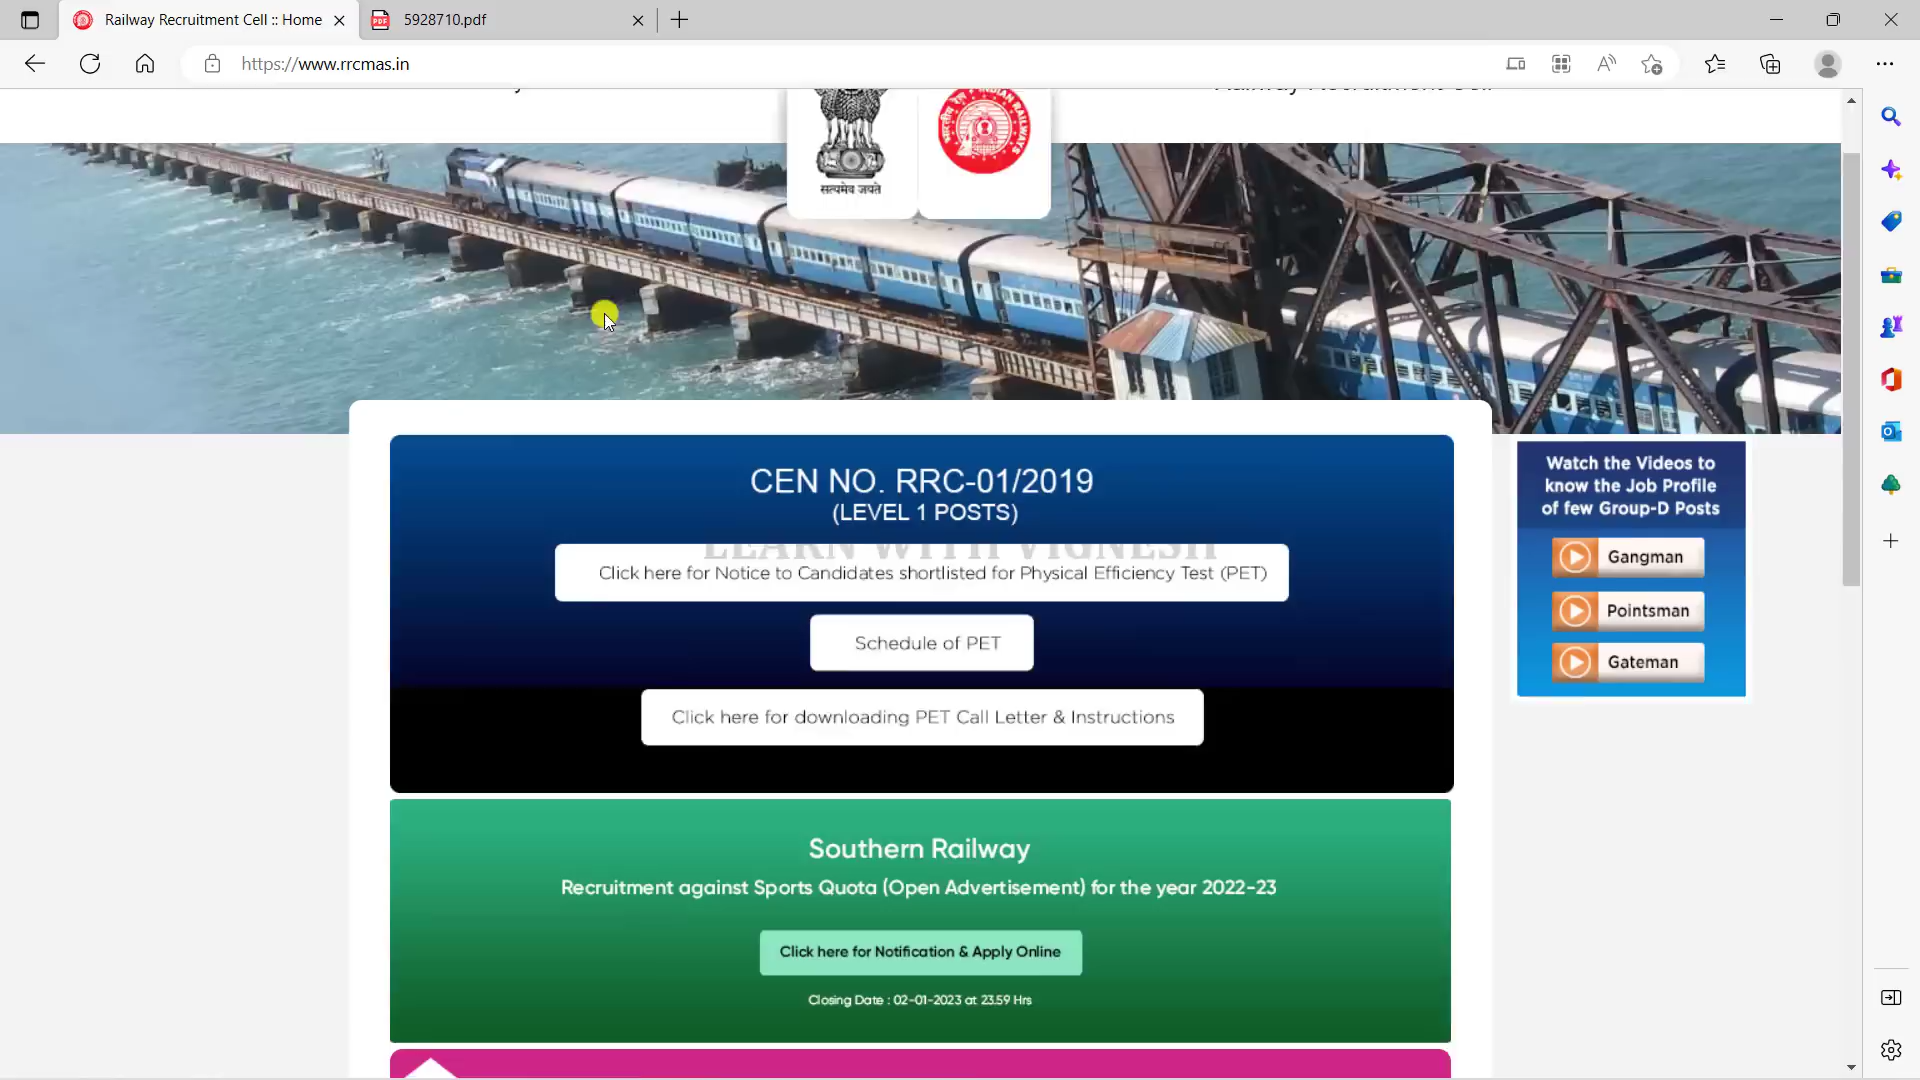 Railway Recruitment Cell :: Home
5928710.pdf
https://www.rrcmas.in
सत्यमेव जयते
CEN NO. RRC-01/2019
(LEVEL 1 POSTS)
LEARN WITH VIGNESH
Click here for Notice to Candidates shortlisted for Physical Efficiency Test (PET)
Schedule of PET
Click here for downloading PET Call Letter & Instructions
Watch the Videos to
know the Job Profile
of few Group-D Posts
Gangman
Pointsman
Gateman
Southern Railway
Recruitment against Sports Quota (Open Advertisement) for the year 2022-23
Click here for Notification & Apply Online
Closing Date : 02-01-2023 at 23.59 Hrs